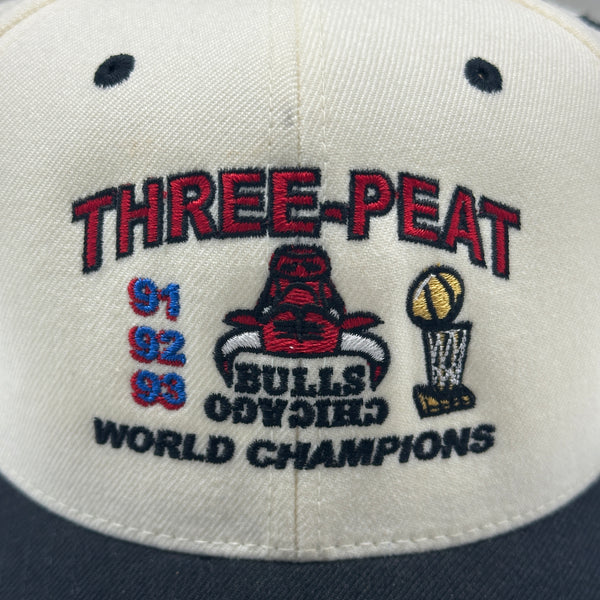 THREE-PEAT
91
92
93
BULLS
CHICAGO
WORLD CHAMPIONS